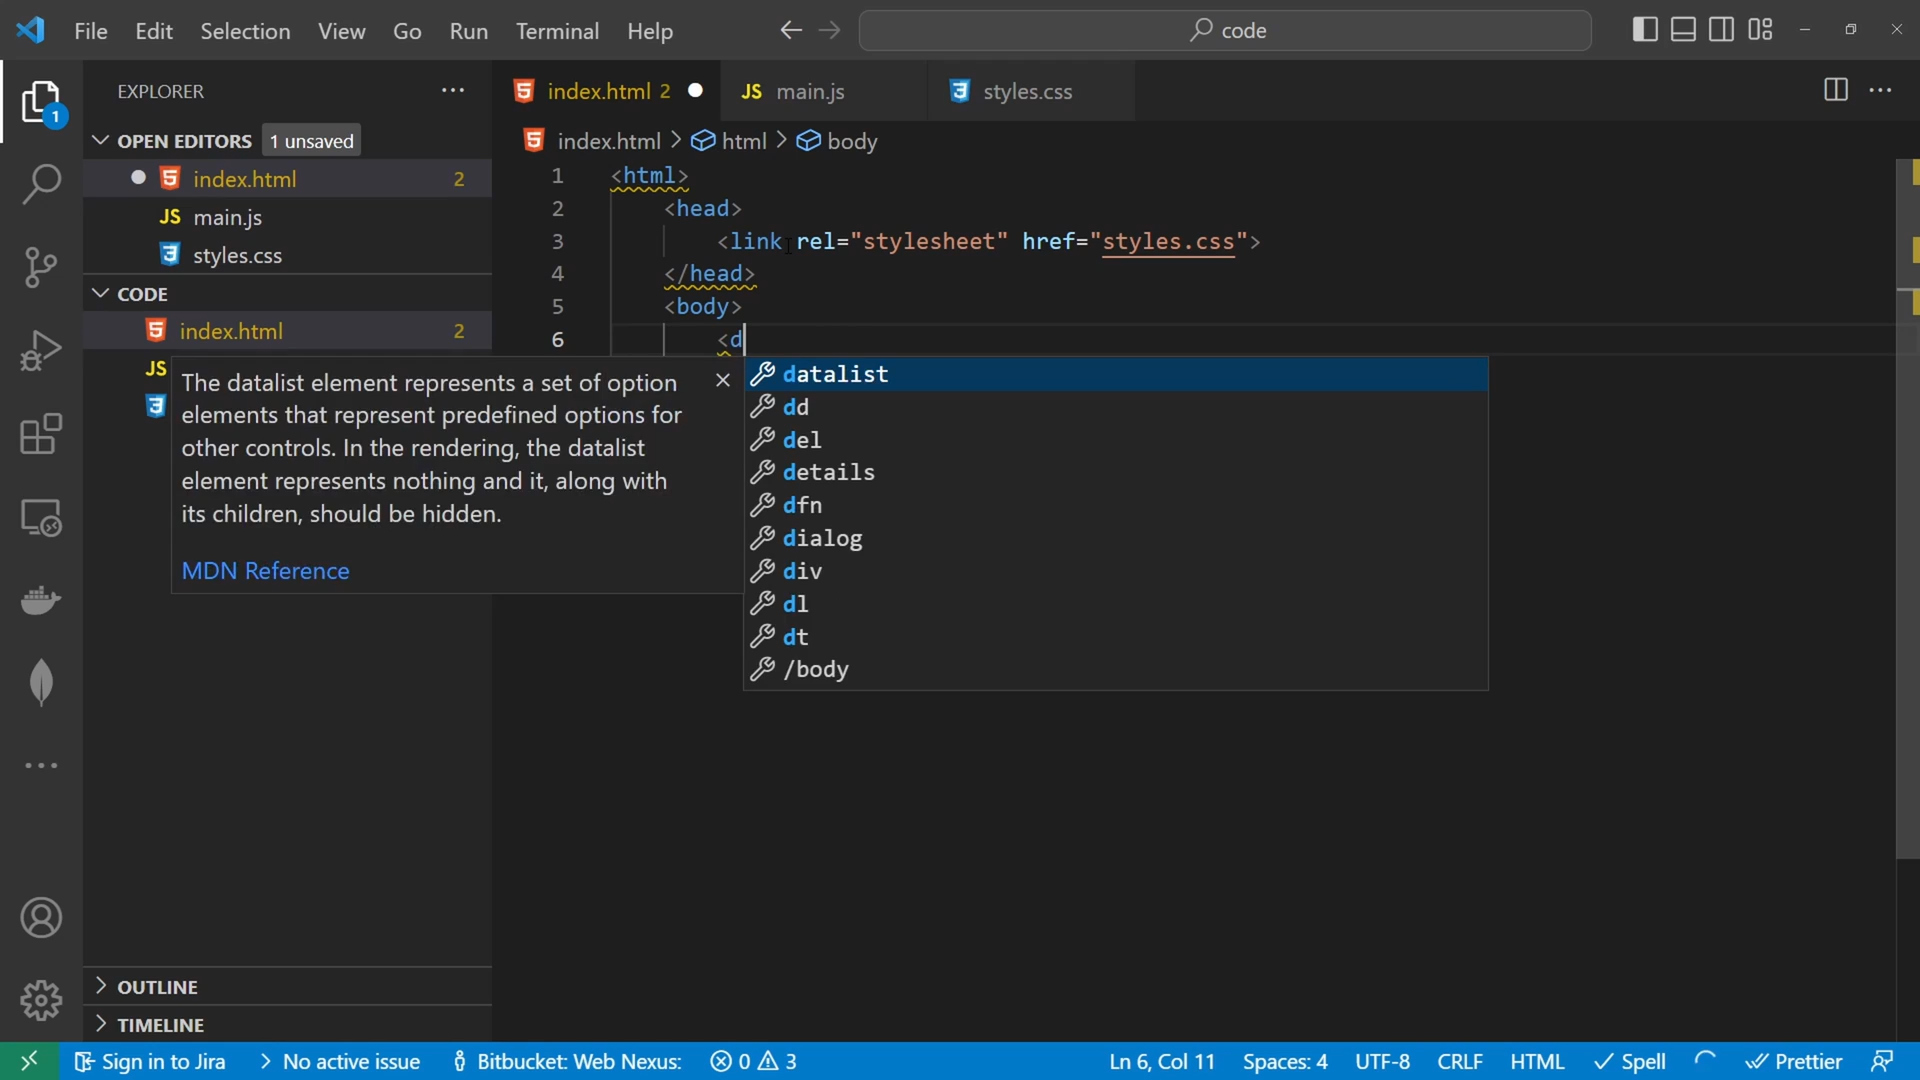 File Edit Selection View Go Run Terminal Help code
EXPLORER
OPEN EDITORS 1 unsaved
index.html 2
JS main.js
styles.css
CODE
index.html 2
JS
1
index.html 2 JS main.js styles.css
index.html > html > body
1 <html>
2 <head>
3 <link rel="stylesheet" href="styles.css">
4 </head>
5 <body>
6 <d
The datalist element represents a set of option
elements that represent predefined options for
other controls. In the rendering, the datalist
element represents nothing and it, along with
its children, should be hidden.
MDN Reference
datalist
dd
del
details
dfn
dialog
div
dl
dt
/body
OUTLINE
TIMELINE
Sign in to Jira No active issue Bitbucket: Web Nexus: 0 3 Ln 6, Col 11 Spaces: 4 UTF-8 CRLF HTML Spell Prettier